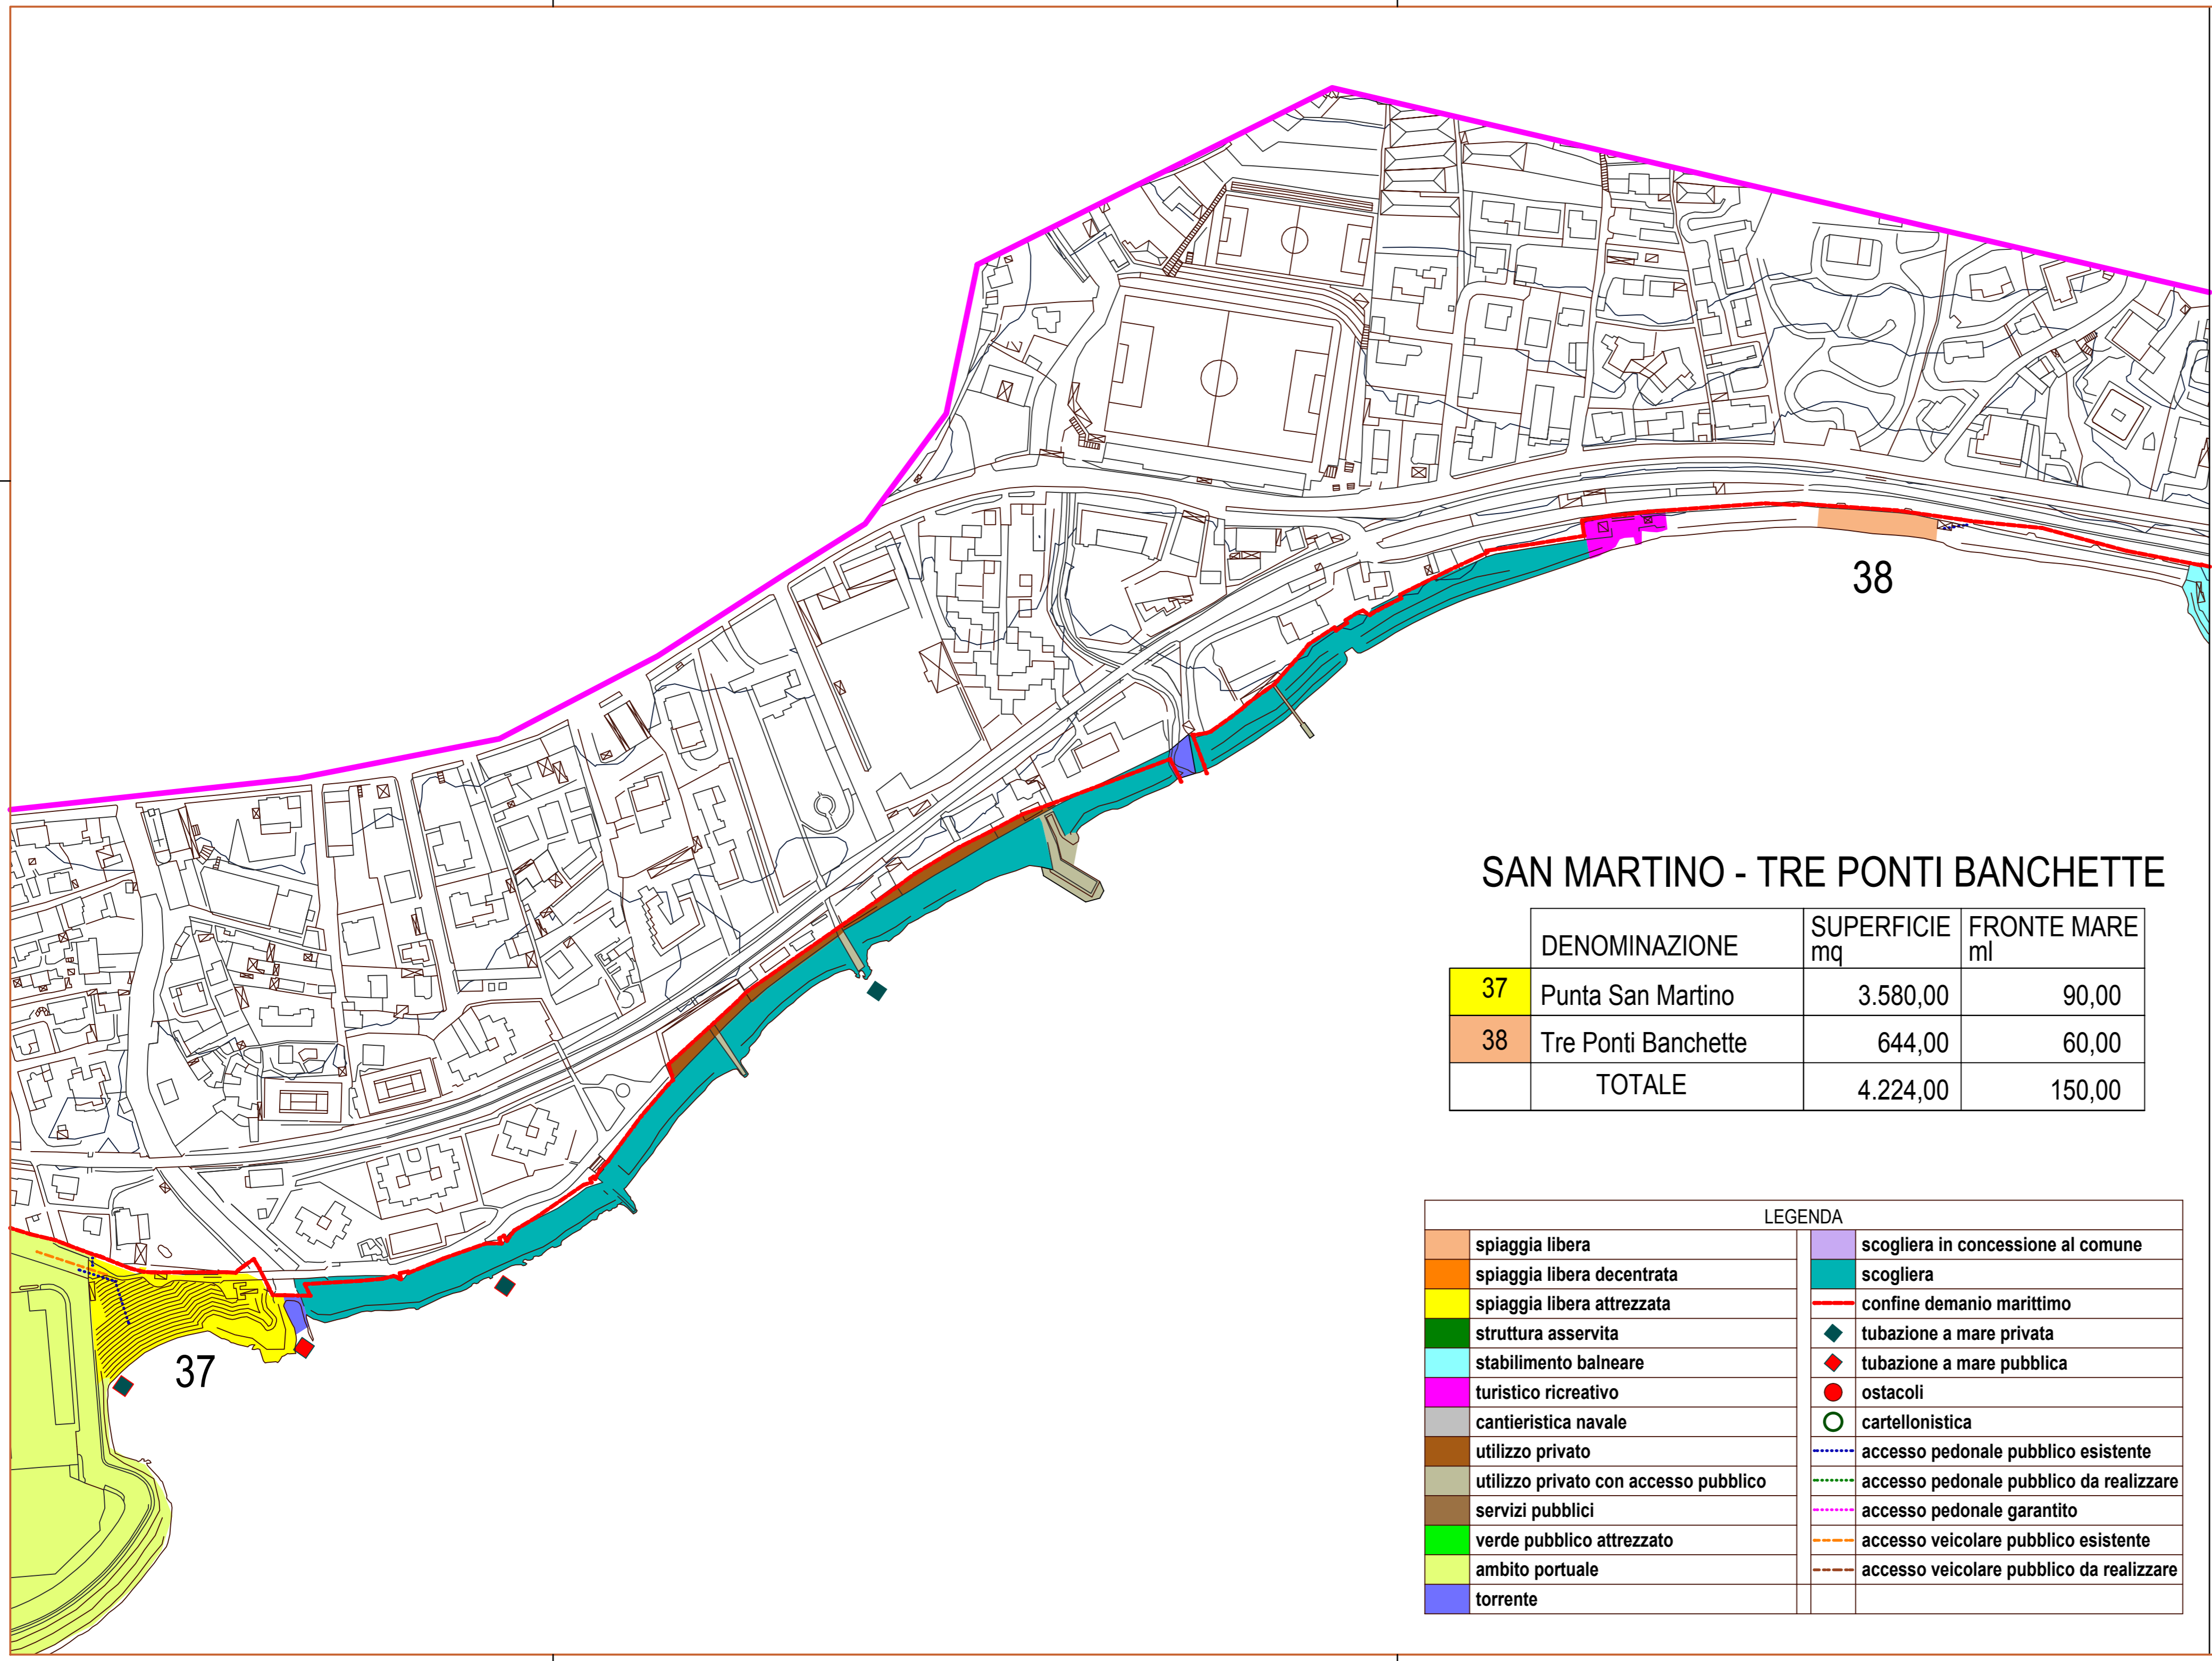 38
SAN MARTINO - TRE PONTI BANCHETTE
DENOMINAZIONE SUPERFICIE mq FRONTE MARE ml
37 Punta San Martino 3.580,00 90,00
38 Tre Ponti Banchette 644,00 60,00
TOTALE 4.224,00 150,00
37
LEGENDA
spiaggia libera
spiaggia libera decentrata
spiaggia libera attrezzata
struttura asservita
stabilimento balneare
turistico ricreativo
cantieristica navale
utilizzo privato
utilizzo privato con accesso pubblico
servizi pubblici
verde pubblico attrezzato
ambito portuale
torrente
scogliera in concessione al comune
scogliera
confine demanio marittimo
tubazione a mare privata
tubazione a mare pubblica
ostacoli
cartellonistica
accesso pedonale pubblico esistente
accesso pedonale pubblico da realizzare
accesso pedonale garantito
accesso veicolare pubblico esistente
accesso veicolare pubblico da realizzare